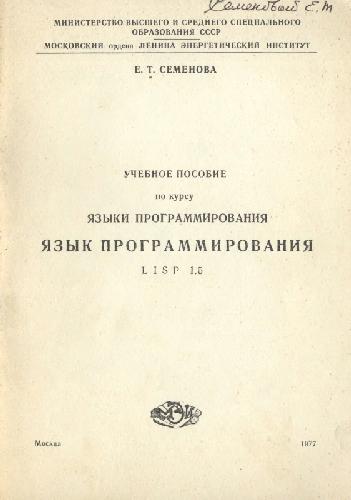 Семеновой Е.Т
МИНИСТЕРСТВО ВЫСШЕГО И СРЕДНЕГО СПЕЦИАЛЬНОГО
ОБРАЗОВАНИЯ СССР
МОСКОВСКИЙ ордена ЛЕНИНА ЭНЕРГЕТИЧЕСКИЙ ИНСТИТУТ
Е. Т. СЕМЕНОВА
УЧЕБНОЕ ПОСОБИЕ
по курсу
ЯЗЫКИ ПРОГРАММИРОВАНИЯ
ЯЗЫК ПРОГРАММИРОВАНИЯ
LISP 1.5
МЭИ
Москва 1977